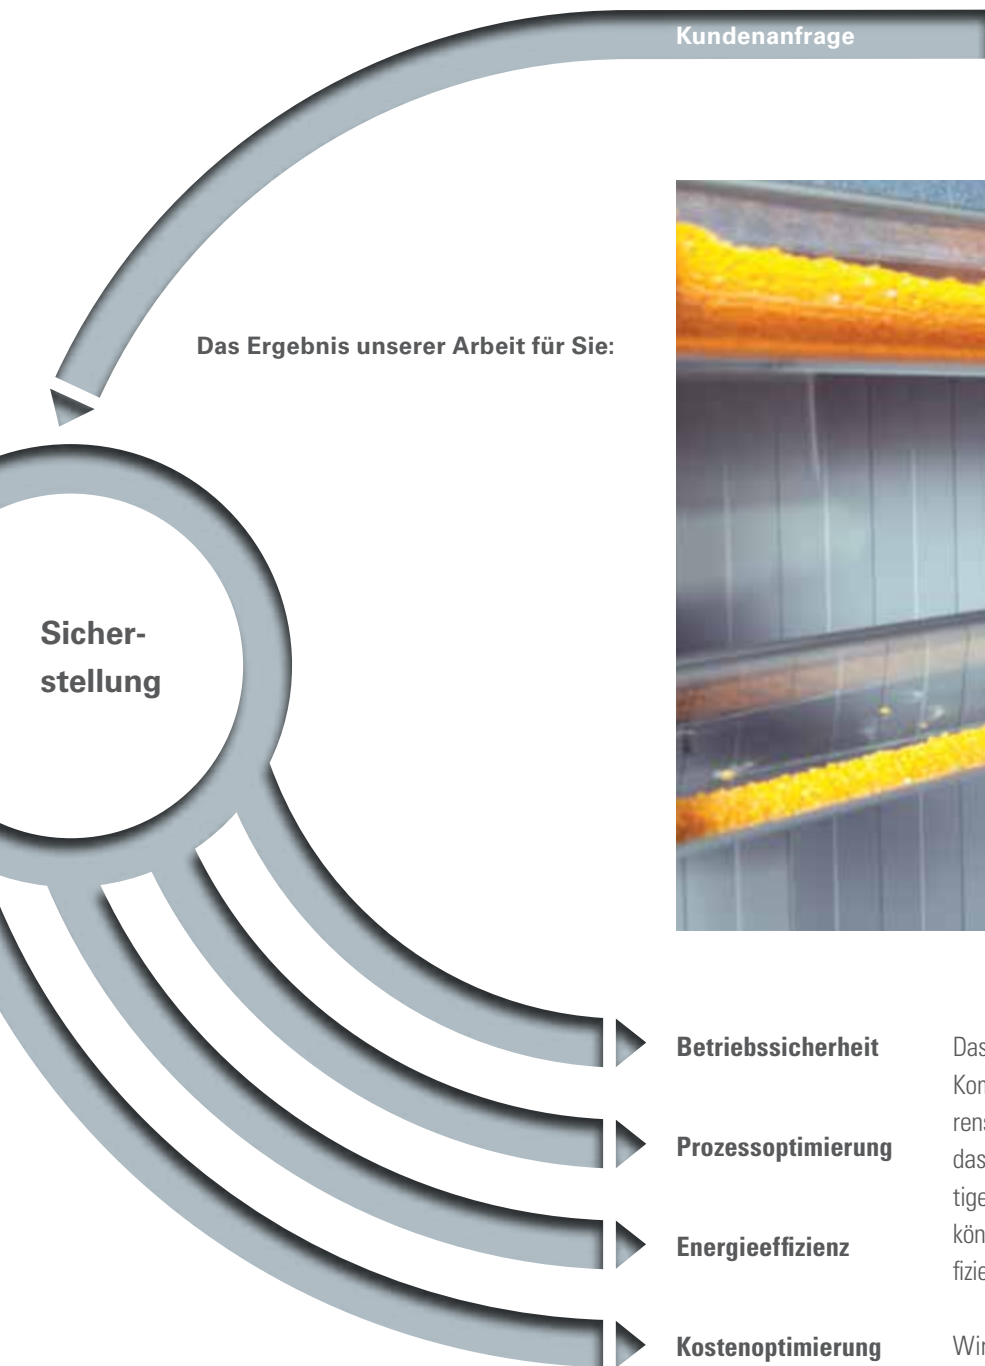 Kundenanfrage
Das Ergebnis unserer Arbeit für Sie:
Sicher-
stellung
Betriebssicherheit
Prozessoptimierung
Energieeffizienz
Kostenoptimierung